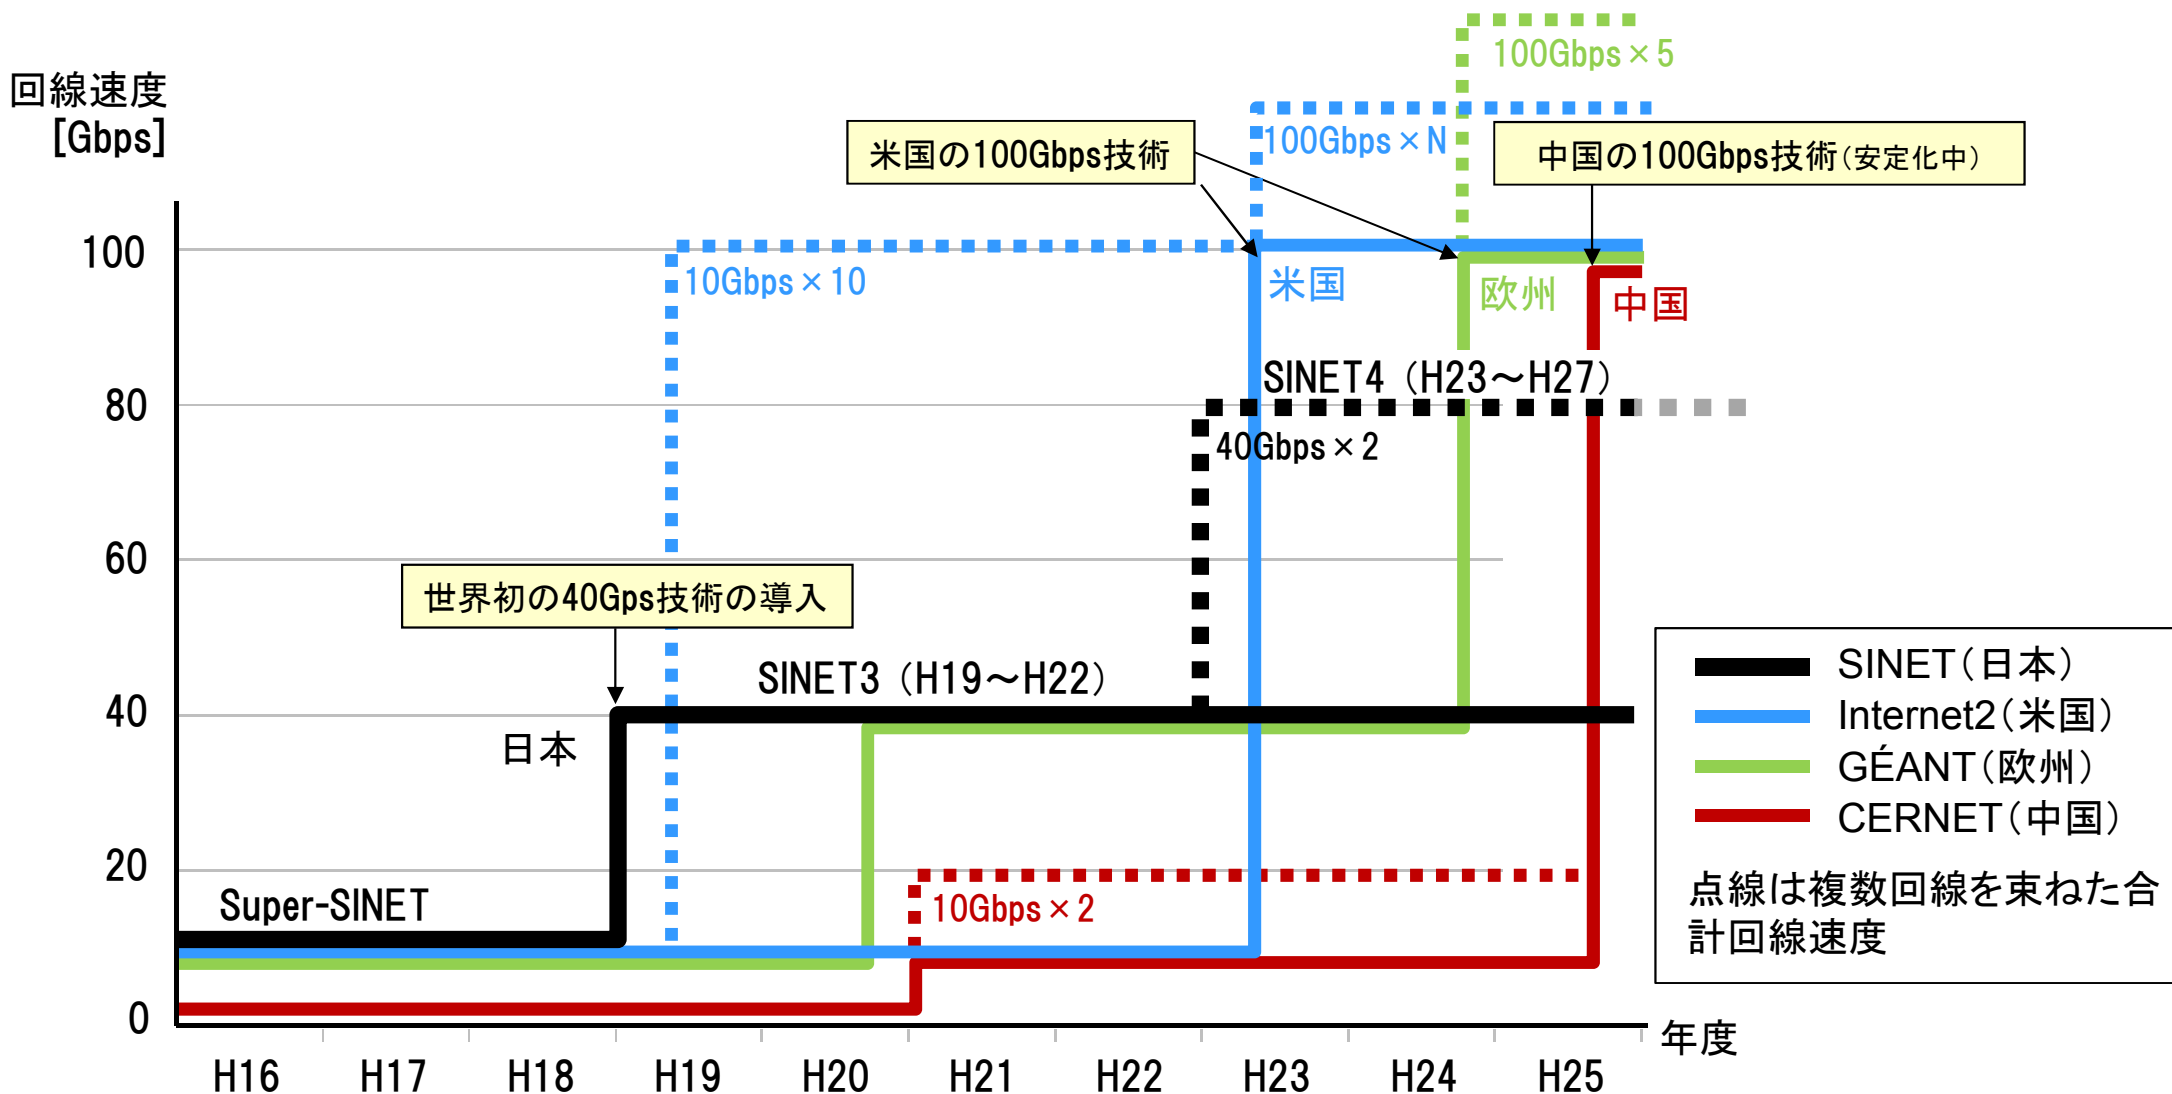 100Gbps×5
回線速度
[Gbps]
米国の100Gbps技術
100Gbps×N
中国の100Gbps技術(安定化中)
100
10Gbps×10
米国
欧州
中国
SINET4 (H23～H27)
80
40Gbps×2
60
世界初の40Gps技術の導入
SINET3 (H19～H22)
40
日本
SINET(日本)
Internet2(米国)
GÉANT(欧州)
CERNET(中国)
点線は複数回線を束ねた合
計回線速度
20
Super-SINET
10Gbps×2
0
年度
H16 H17 H18 H19 H20 H21 H22 H23 H24 H25